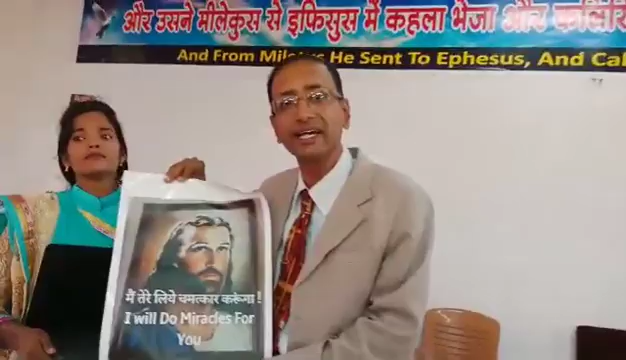 और उसने मीलेकुस से इफिसुस में कहला भेजा और
And From Miletus He Sent To Ephesus, And Cal
मैं तेरे लिये चमत्कार करूंगा !
I will Do Miracles For
You